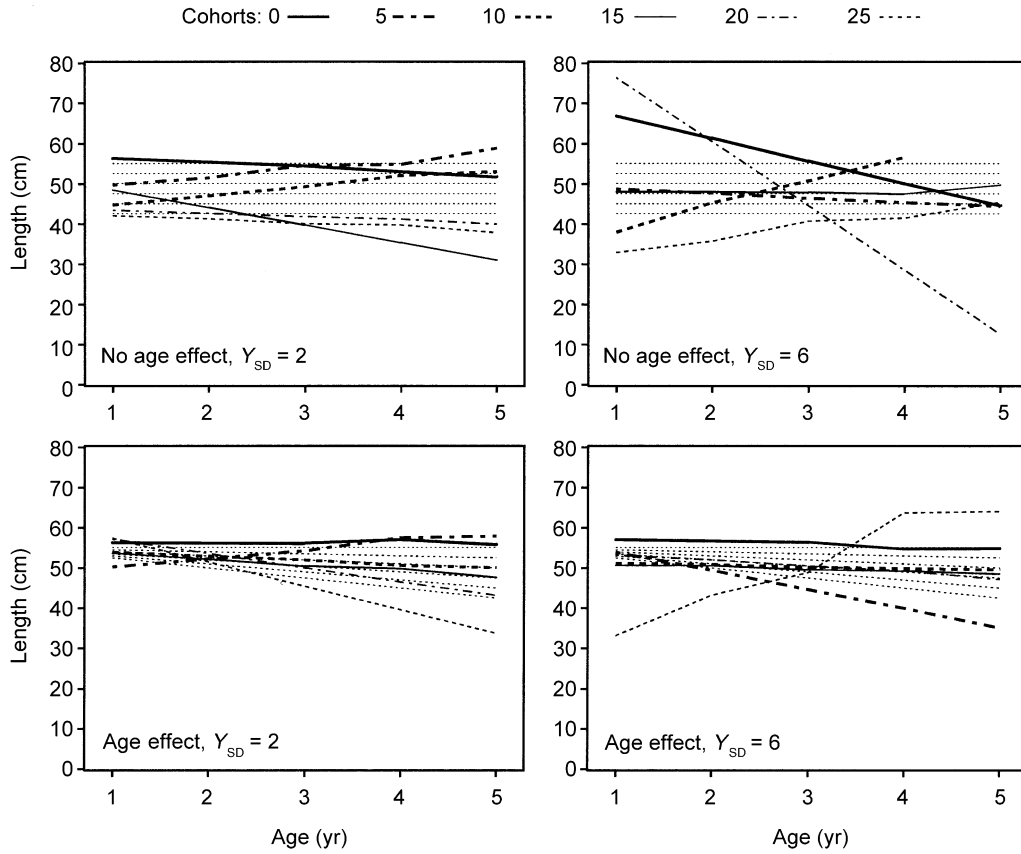 Cohorts: 0 5 10 15 20 25
80
70
60
50
40
30
20
10
0
Length (cm)
No age effect, YSD = 2
1 2 3 4 5
80
70
60
50
40
30
20
10
0
No age effect, YSD = 6
1 2 3 4 5
80
70
60
50
40
30
20
10
0
Length (cm)
Age effect, YSD = 2
1 2 3 4 5
Age (yr)
80
70
60
50
40
30
20
10
0
Age effect, YSD = 6
1 2 3 4 5
Age (yr)